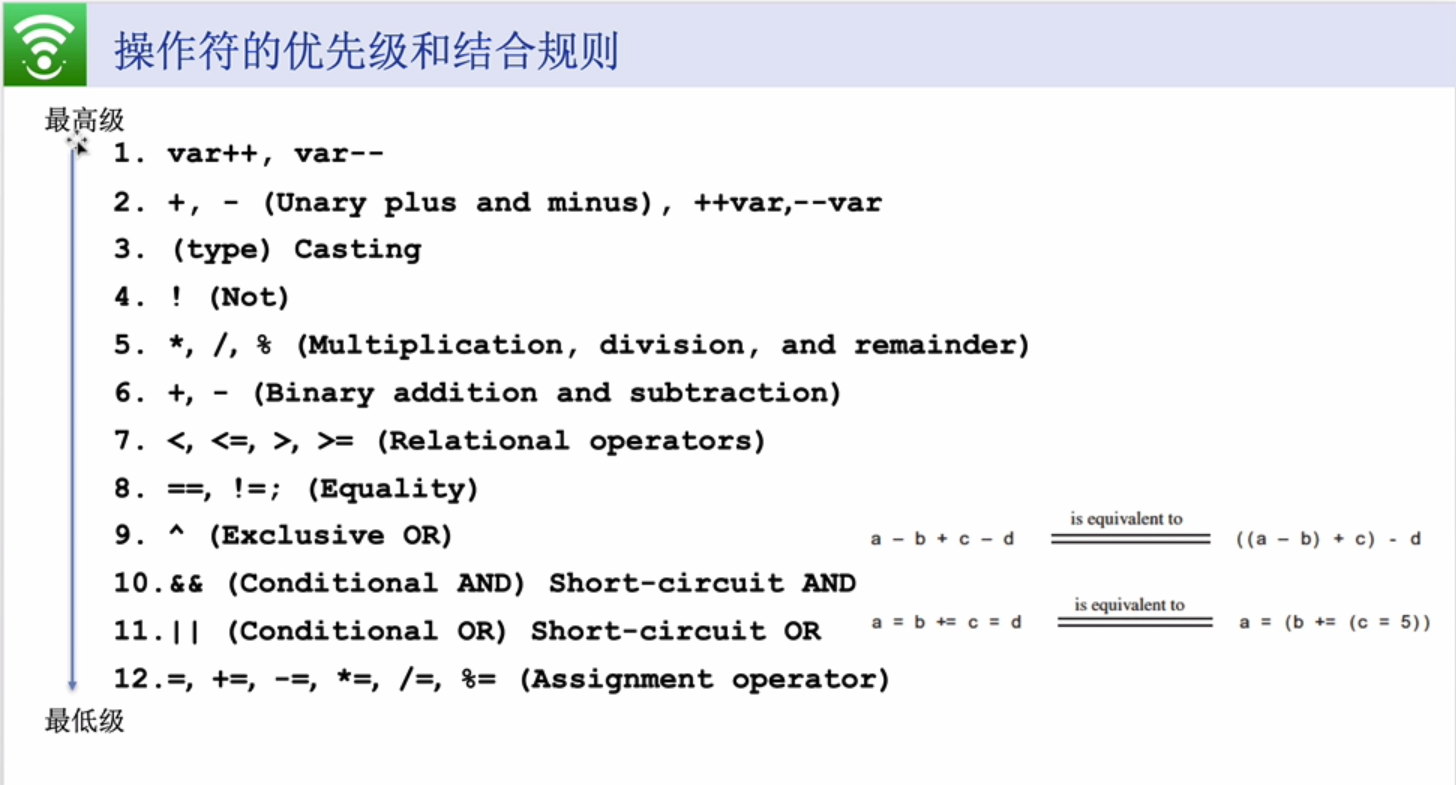 操作符的优先级和结合规则
最高级
1. var++, var--
2. +, - (Unary plus and minus), ++var,--var
3. (type) Casting
4. ! (Not)
5. *, /, % (Multiplication, division, and remainder)
6. +, - (Binary addition and subtraction)
7. <, <=, >, >= (Relational operators)
8. ==, !=; (Equality)
9. ^ (Exclusive OR)
10.&& (Conditional AND) Short-circuit AND
11.|| (Conditional OR) Short-circuit OR
12.=, +=, -=, *=, /=, %= (Assignment operator)
最低级
is equivalent to
a – b + c – d ((a – b) + c) - d
is equivalent to
a = b += c = d a = (b += (c = 5))